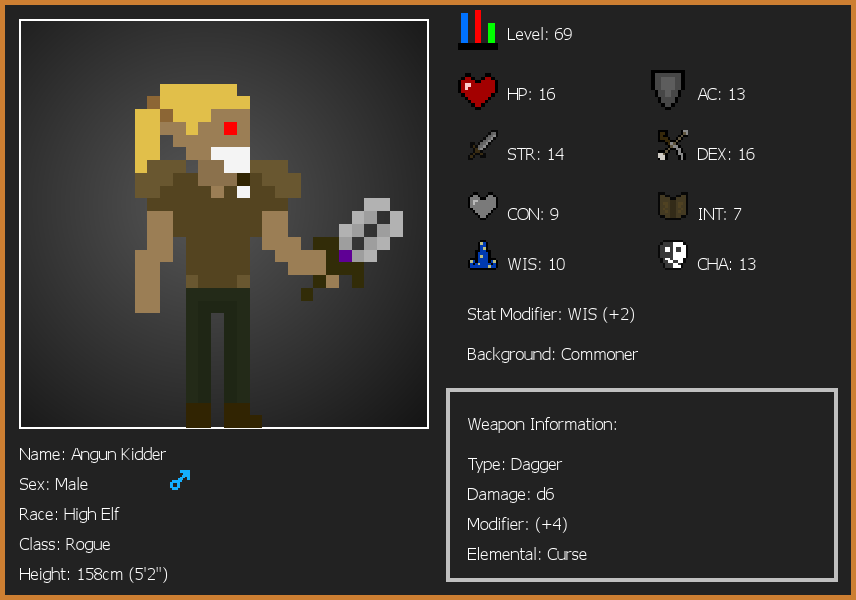 Level: 69
HP: 16
AC: 13
STR: 14
DEX: 16
CON: 9
INT: 7
WIS: 10
CHA: 13
Stat Modifier: WIS (+2)
Background: Commoner
Weapon Information:
Type: Dagger
Damage: d6
Modifier: (+4)
Elemental: Curse
Name: Angun Kidder
Sex: Male
Race: High Elf
Class: Rogue
Height: 158cm (5'2")